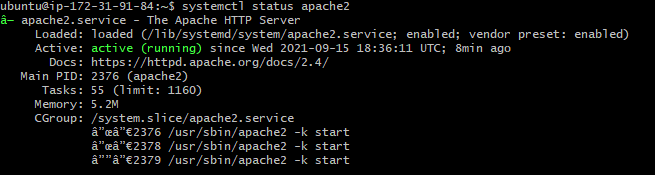 ubuntu@ip-172-31-91-84:~$ systemctl status apache2
â— apache2.service - The Apache HTTP Server
Loaded: loaded (/lib/systemd/system/apache2.service; enabled; vendor preset: enabled)
Active: active (running) since Wed 2021-09-15 18:36:11 UTC; 8min ago
Docs: https://httpd.apache.org/docs/2.4/
Main PID: 2376 (apache2)
Tasks: 55 (limit: 1160)
Memory: 5.2M
CGroup: /system.slice/apache2.service
â”œâ”€2376 /usr/sbin/apache2 -k start
â”œâ”€2378 /usr/sbin/apache2 -k start
â””â”€2379 /usr/sbin/apache2 -k start